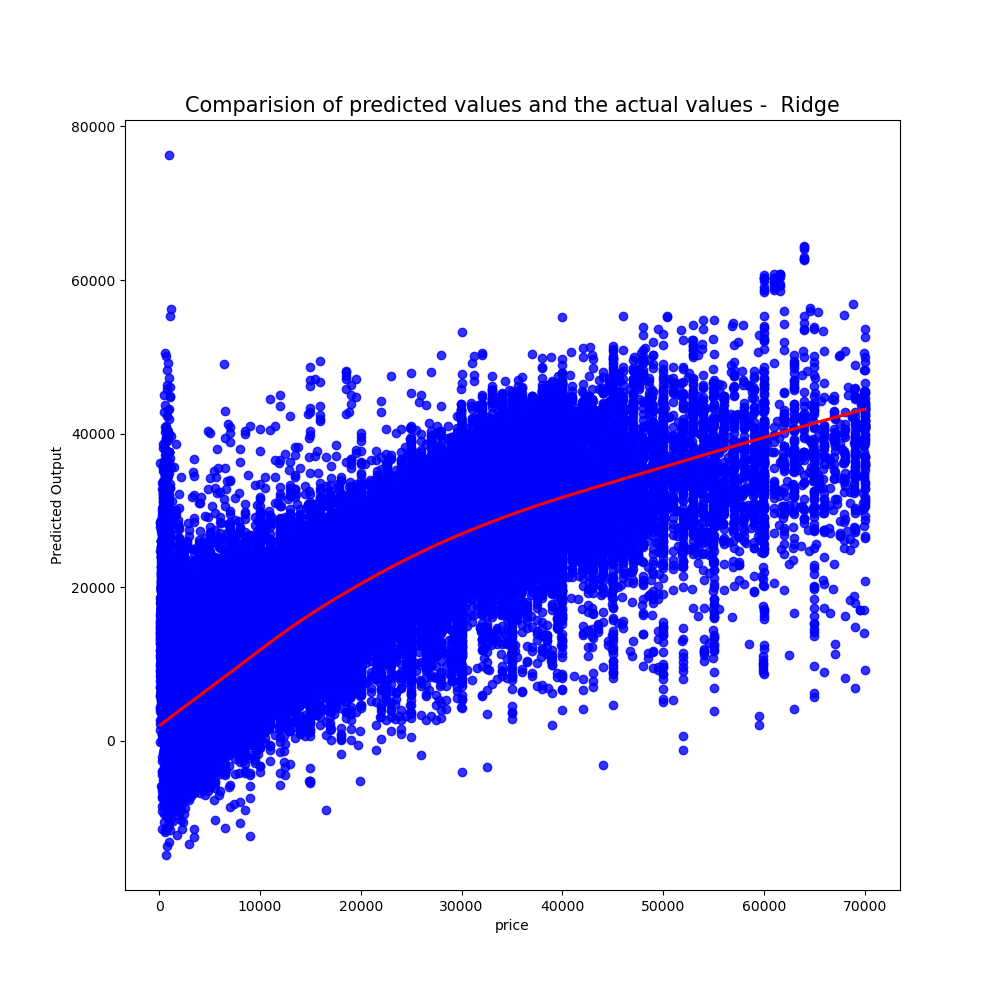 Comparision of predicted values and the actual values -  Ridge
80000
60000
40000
20000
0
Predicted Output
0 10000 20000 30000 40000 50000 60000 70000
price